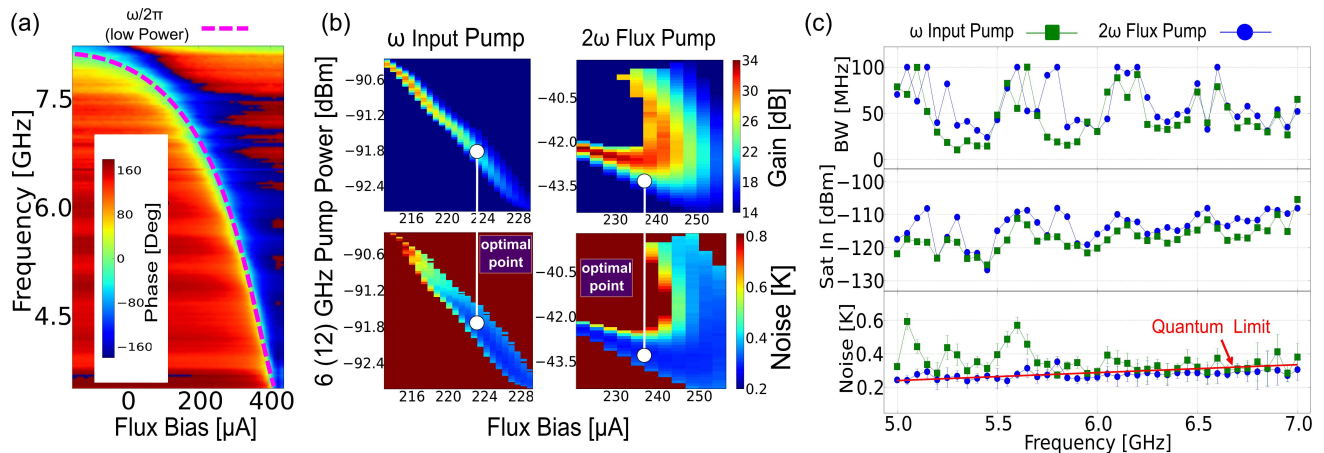 (a)
ω/2π
(low Power)
7.5
6.0
4.5
Frequency [GHz]
160
80
0
−80
−160
Phase [Deg]
0
200
400
Flux Bias [µA]
(b)
ω Input Pump
2ω Flux Pump
6 (12) GHz Pump Power [dBm]
−90.6
−91.2
−91.8
−92.4
216
220
224
228
−40.5
−42.0
−43.5
230
240
250
34
30
26
22
18
14
Gain [dB]
−90.6
−91.2
−91.8
−92.4
optimal
point
216
220
224
228
−40.5
−42.0
−43.5
optimal
point
230
240
250
0.8
0.6
0.4
0.2
Noise [K]
Flux Bias [µA]
(c)
ω Input Pump
2ω Flux Pump
BW [MHz]
100
50
0
Sat In [dBm]
−100
−110
−120
−130
Noise [K]
0.6
0.4
0.2
Quantum Limit
5.0
5.5
6.0
6.5
7.0
Frequency [GHz]